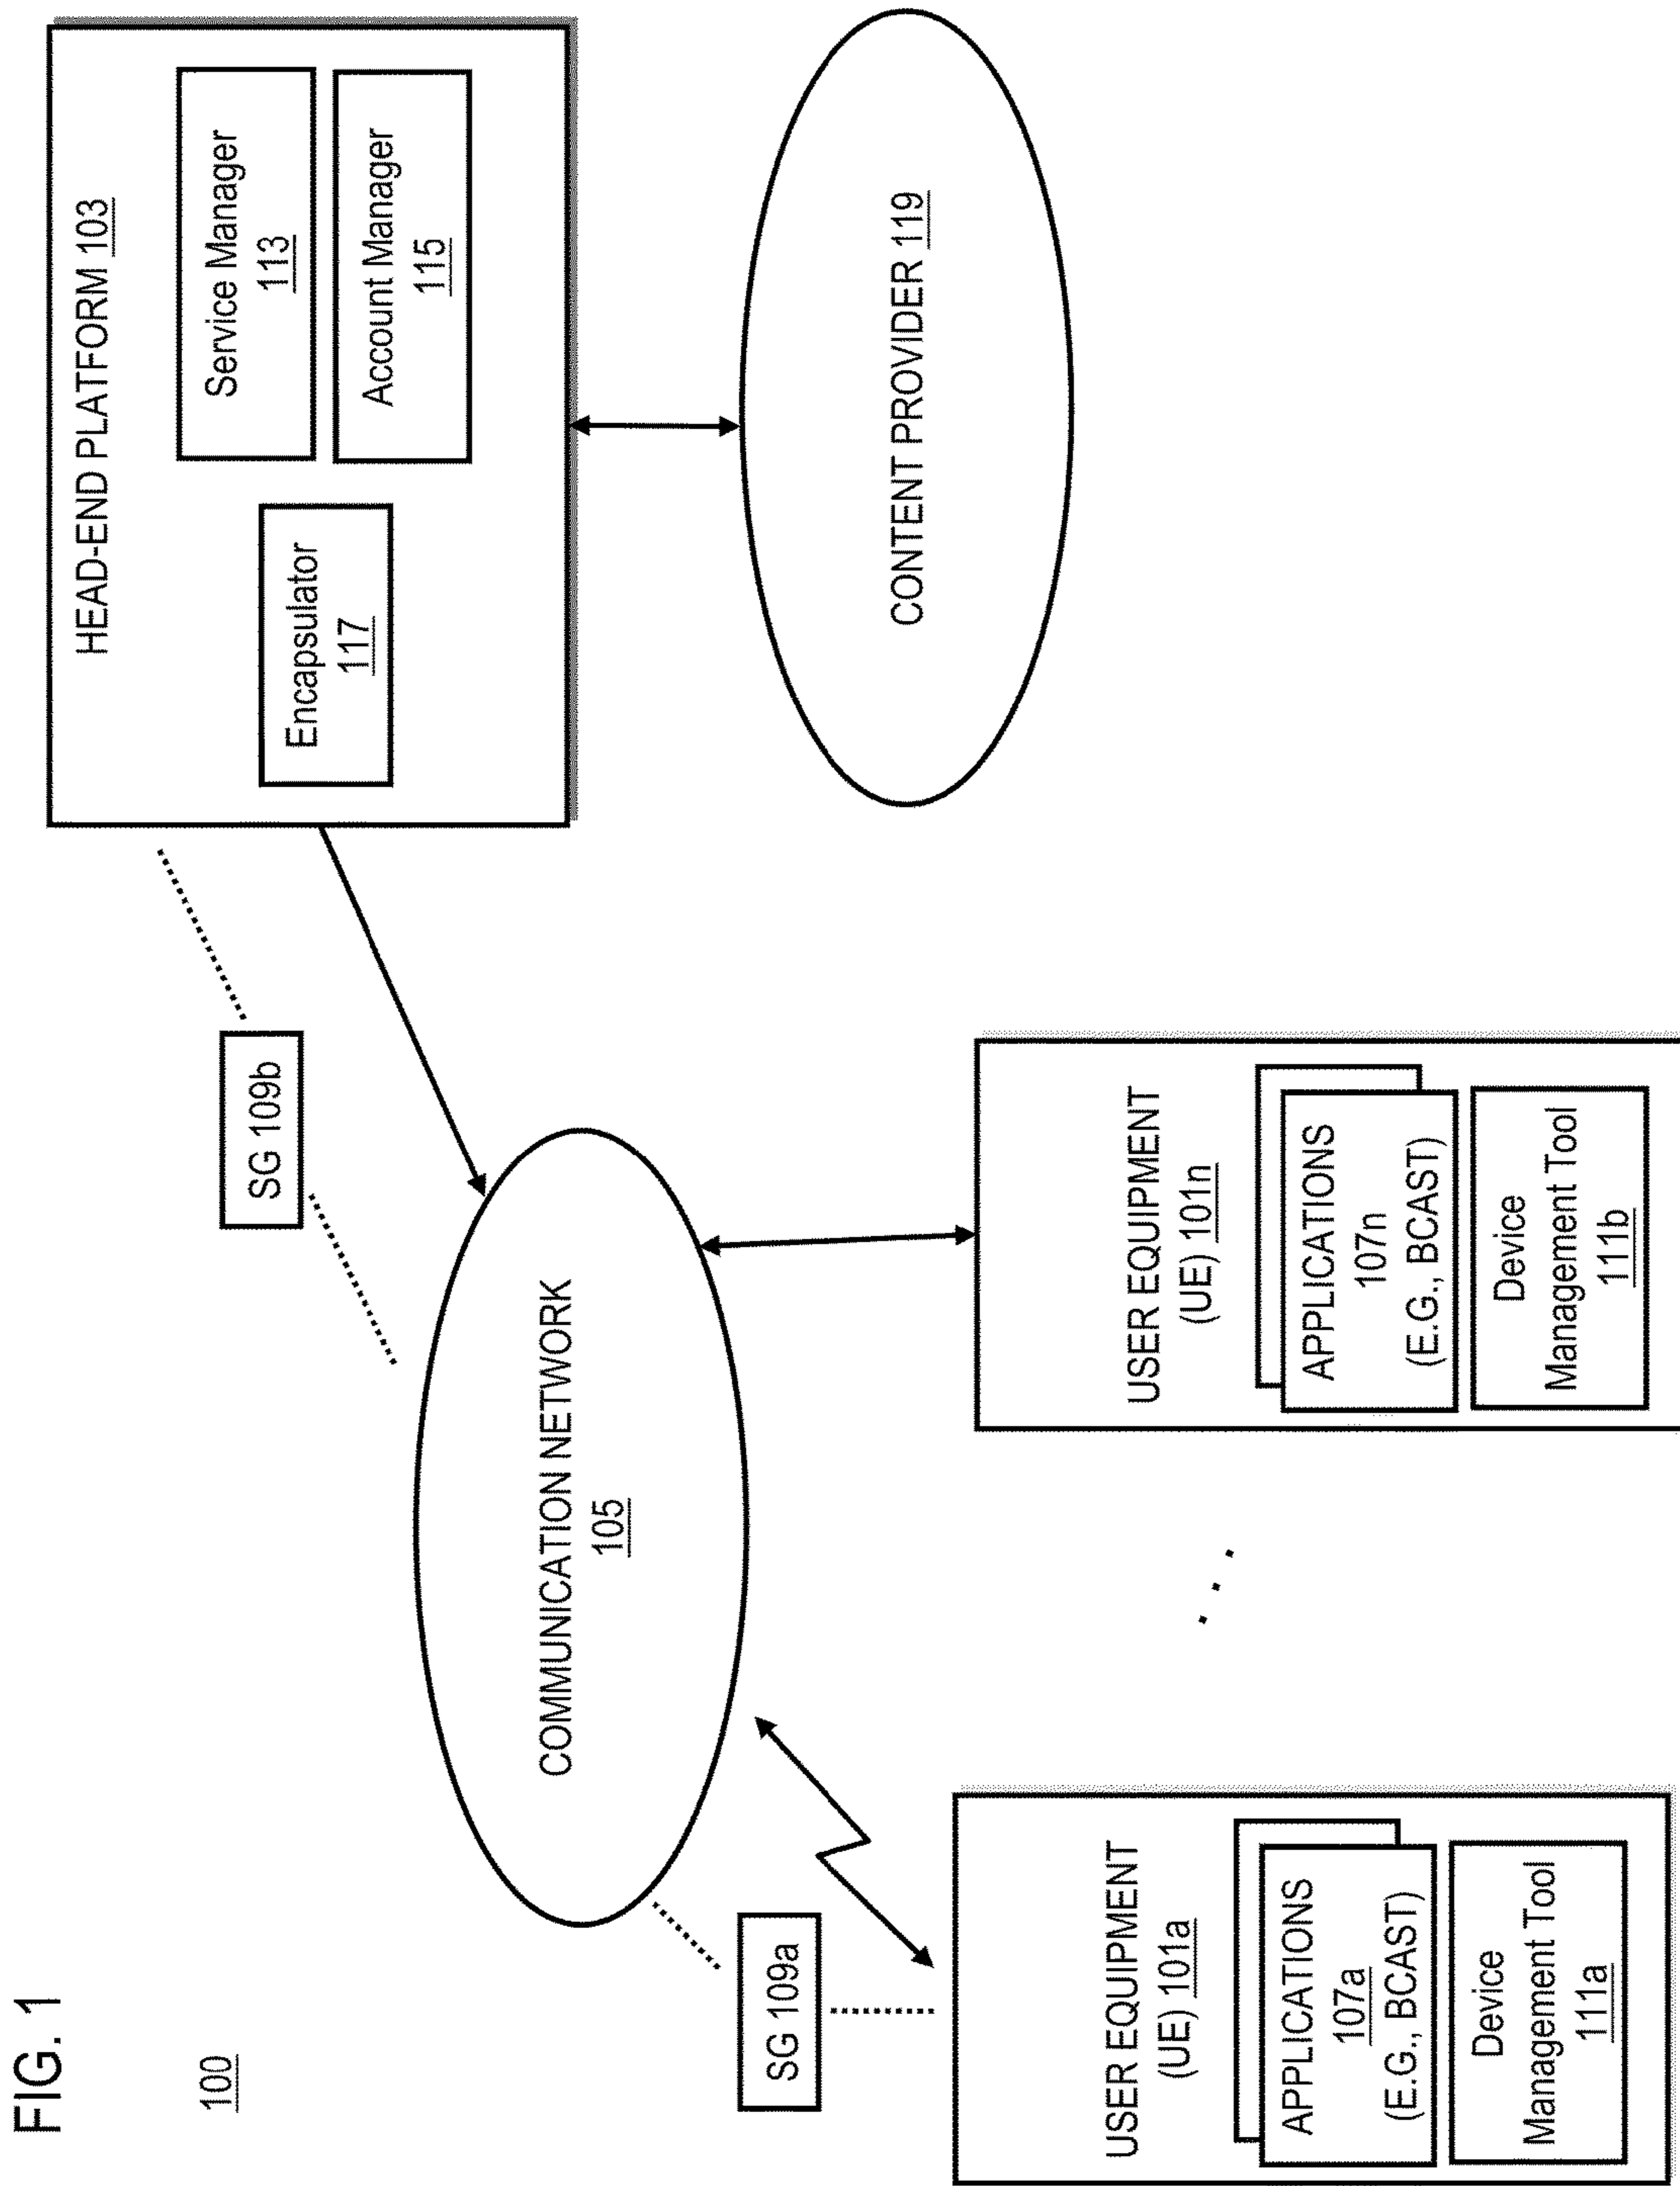 FIG. 1
100
HEAD-END PLATFORM 103
Service Manager
113
Account Manager
115
Encapsulator
117
SG 109b
COMMUNICATION NETWORK
105
CONTENT PROVIDER 119
SG 109a
USER EQUIPMENT
(UE) 101a
APPLICATIONS
107a
(E.G., BCAST)
Device
Management Tool
111a
. . .
USER EQUIPMENT
(UE) 101n
APPLICATIONS
107n
(E.G., BCAST)
Device
Management Tool
111b